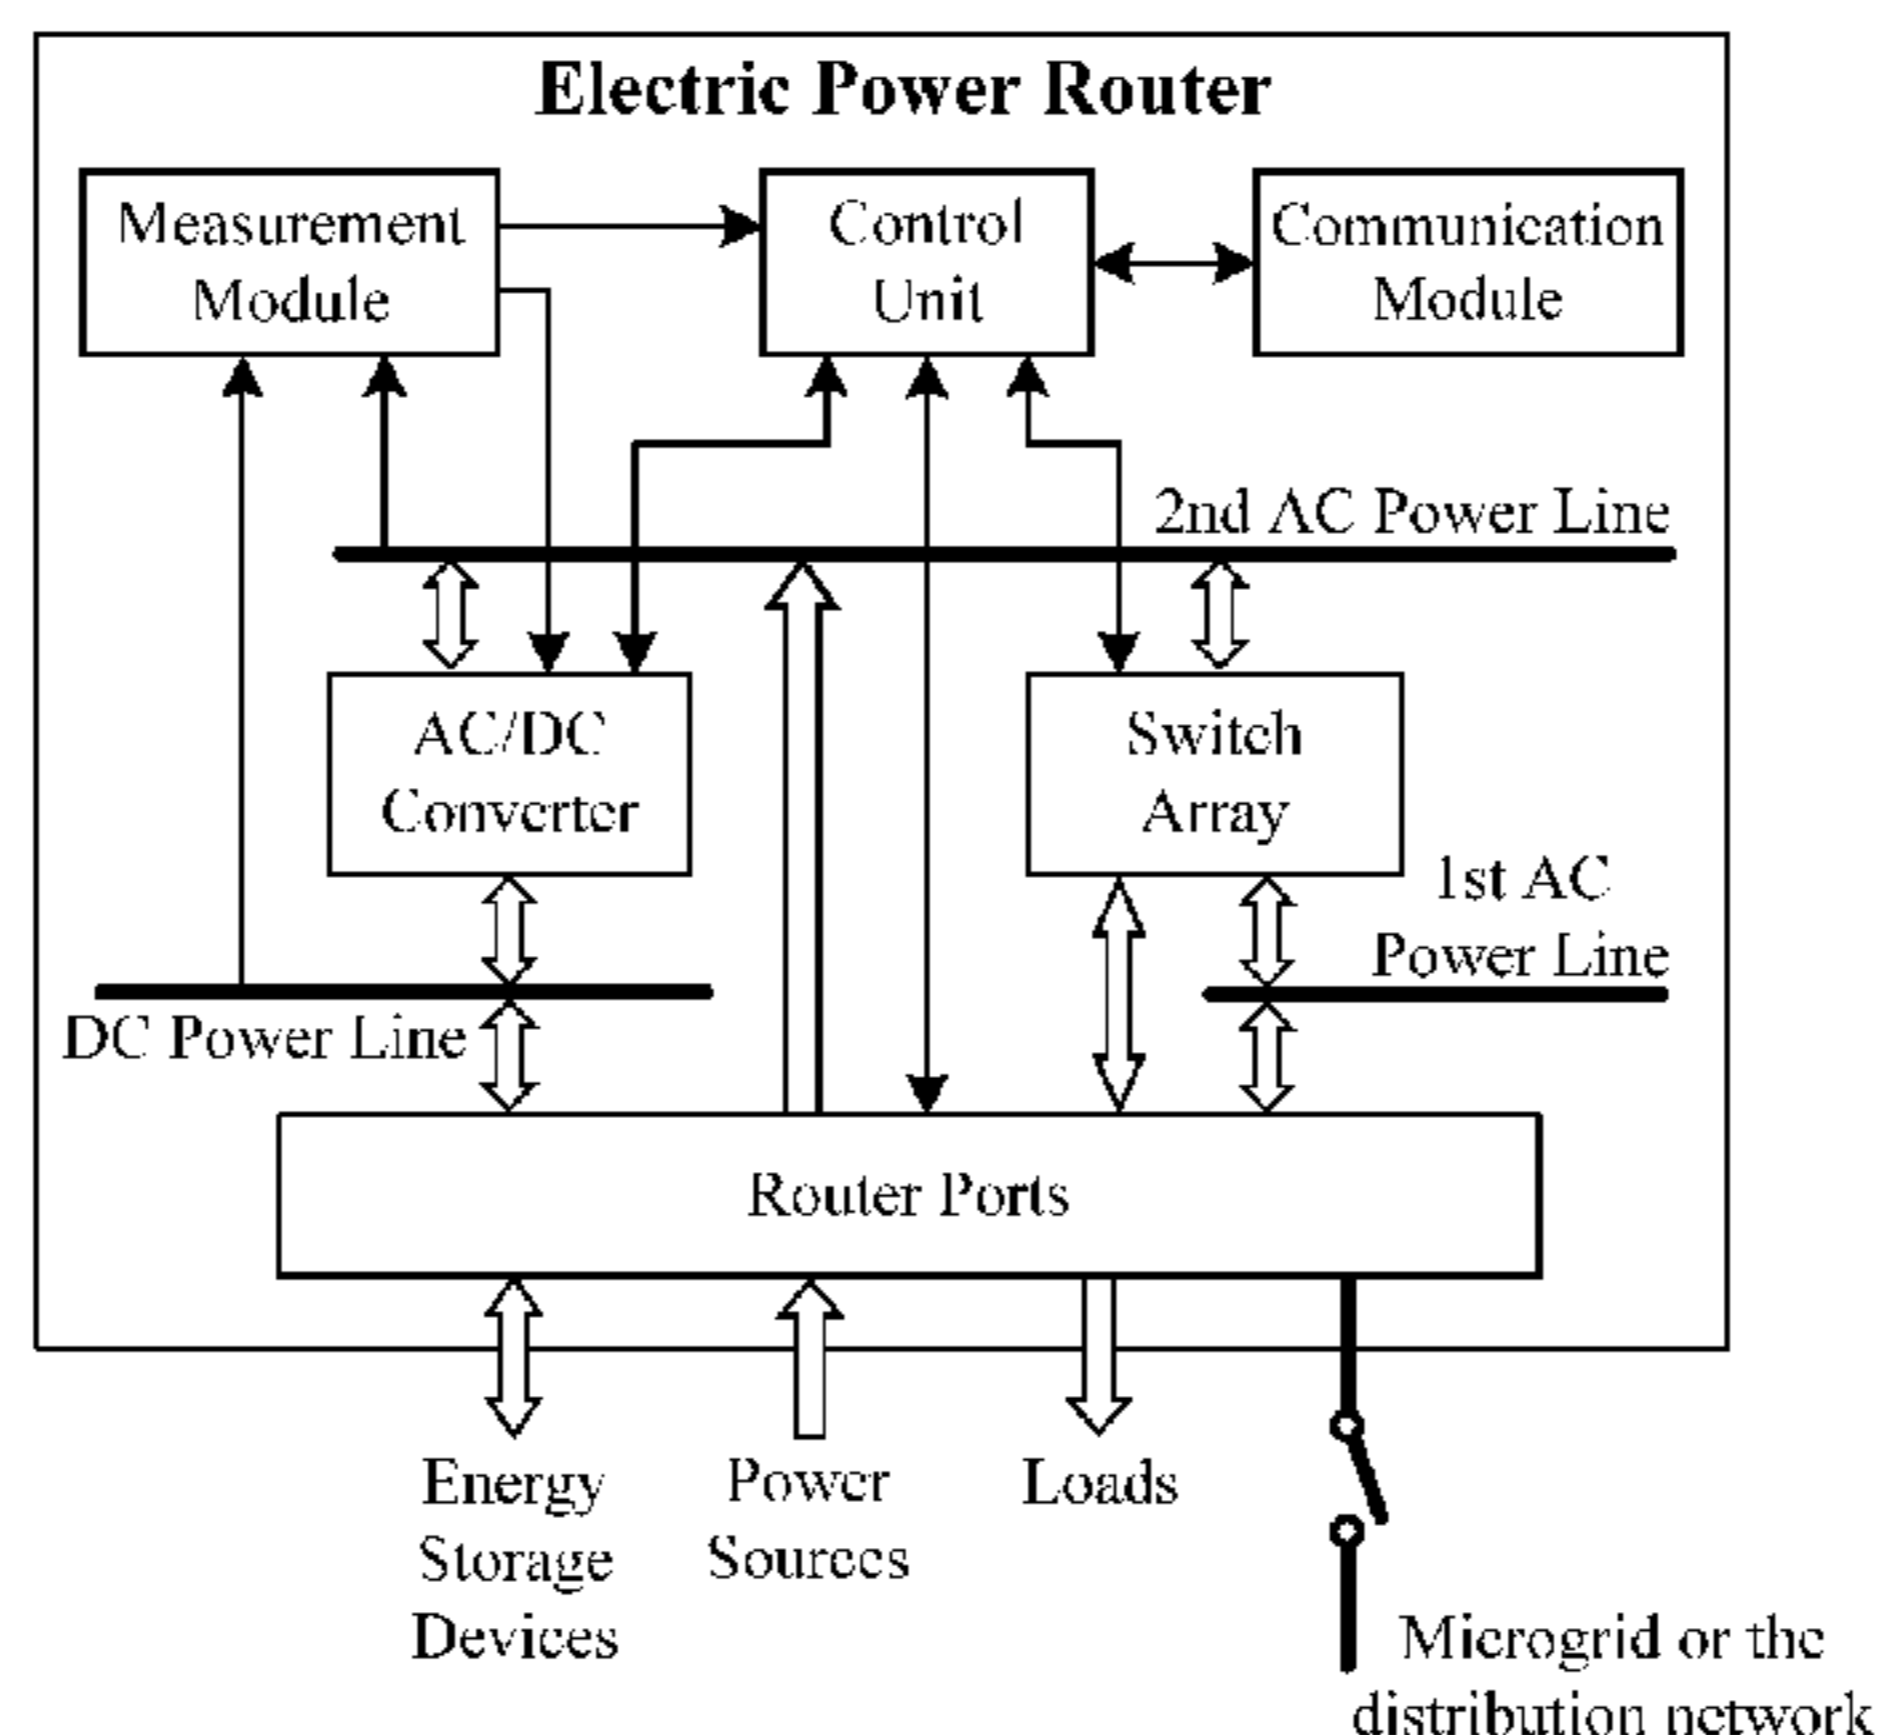 Electric Power Router
Measurement
Module
Control
Unit
Communication
Module
2nd AC Power Line
AC/DC
Converter
Switch
Array
1st AC
Power Line
DC Power Line
Router Ports
Energy
Storage
Devices
Power
Sources
Loads
Microgrid or the
distribution network